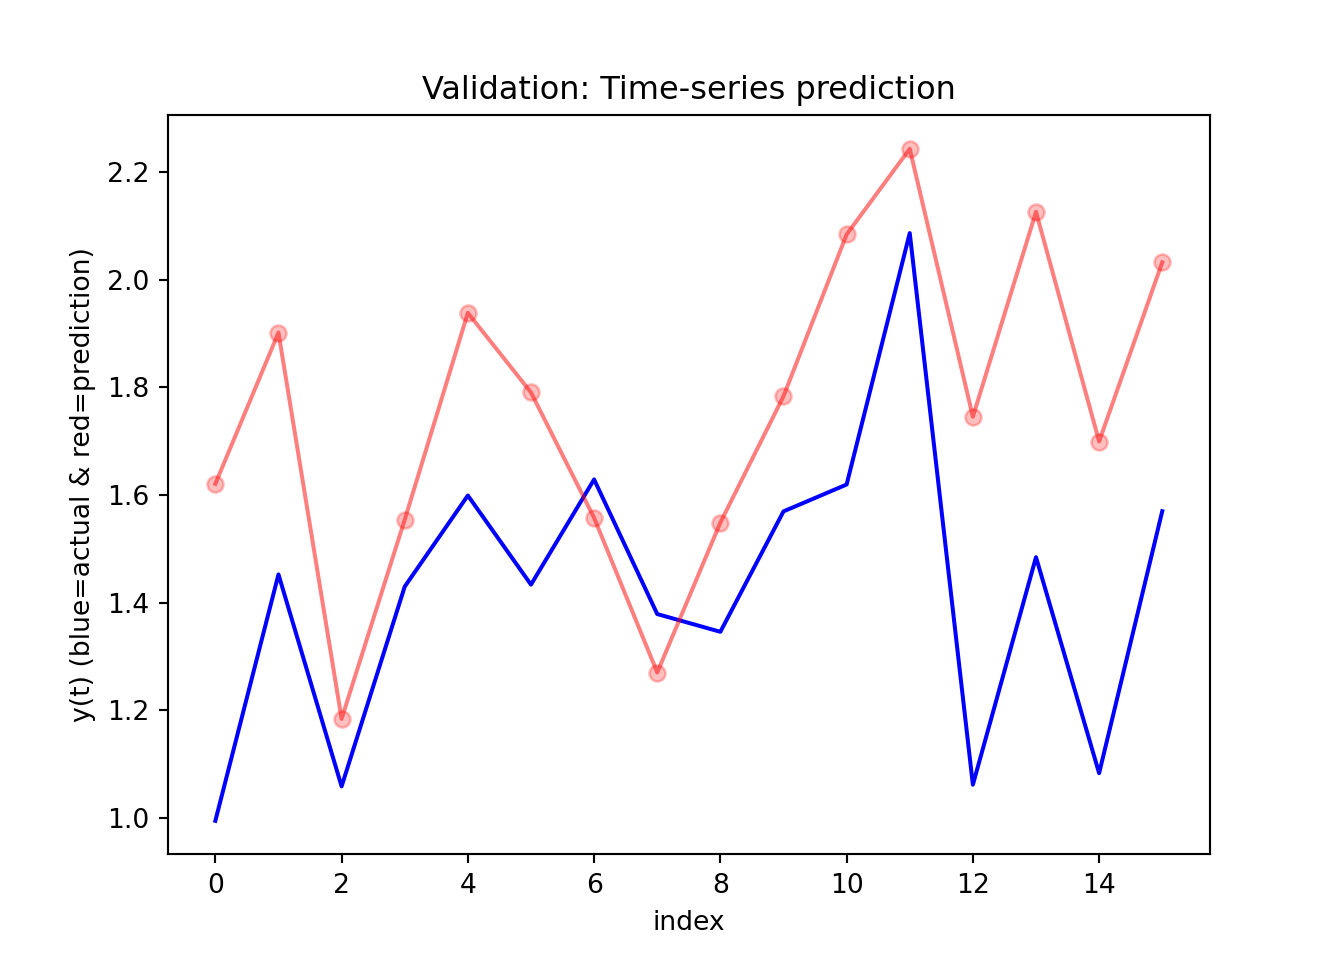 Validation: Time-series prediction
y(t) (blue=actual & red=prediction)
2.2
2.0
1.8
1.6
1.4
1.2
1.0
0 2 4 6 8 10 12 14
index